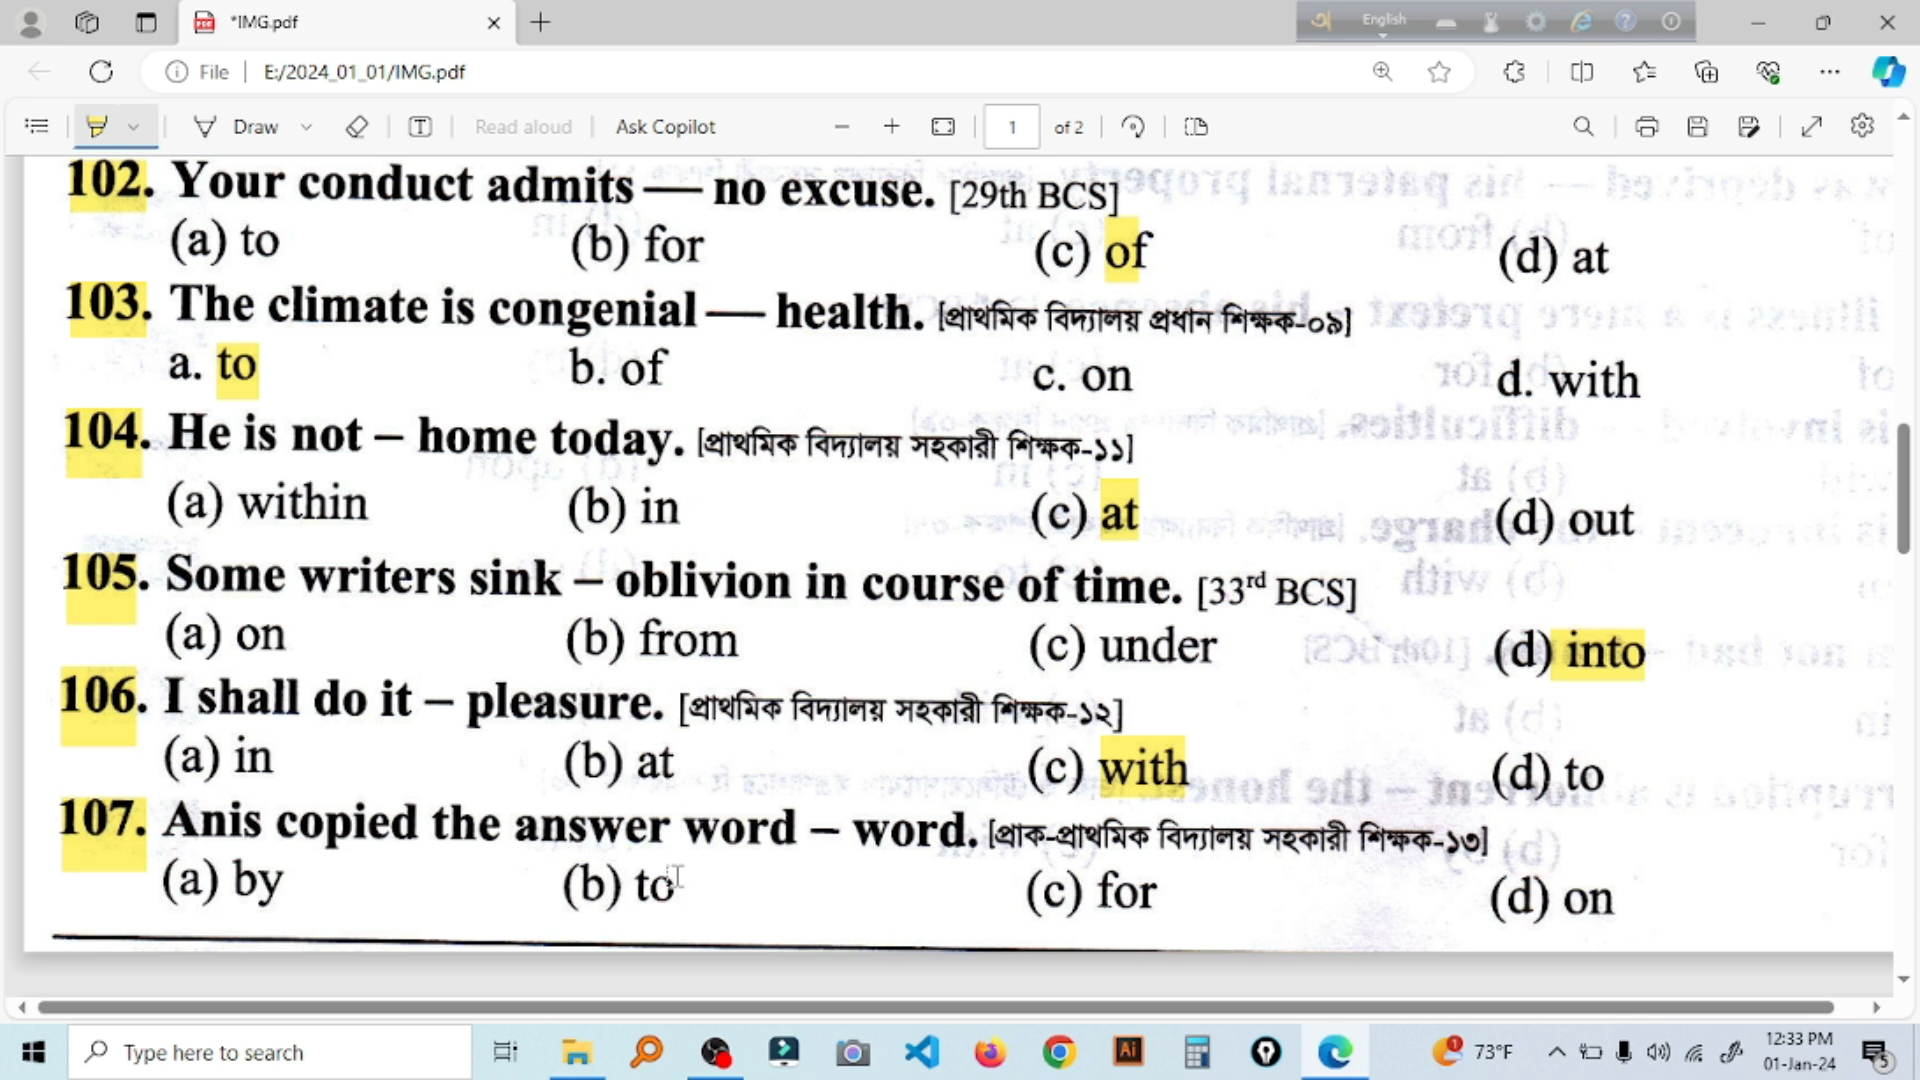 *IMG.pdf
English
File E:/2024_01_01/IMG.pdf
Draw Read aloud Ask Copilot 1 of 2
102. Your conduct admits — no excuse. [29th BCS]
(a) to (b) for (c) of (d) at
103. The climate is congenial — health. [প্রাথমিক বিদ্যালয় প্রধান শিক্ষক-০৯]
a. to b. of c. on d. with
104. He is not – home today. [প্রাথমিক বিদ্যালয় সহকারী শিক্ষক-১১]
(a) within (b) in (c) at (d) out
105. Some writers sink – oblivion in course of time. [33rd BCS]
(a) on (b) from (c) under (d) into
106. I shall do it – pleasure. [প্রাথমিক বিদ্যালয় সহকারী শিক্ষক-১২]
(a) in (b) at (c) with (d) to
107. Anis copied the answer word – word. [প্রাক-প্রাথমিক বিদ্যালয় সহকারী শিক্ষক-১৩]
(a) by (b) to (c) for (d) on
Type here to search
73°F
12:33 PM
01-Jan-24
5